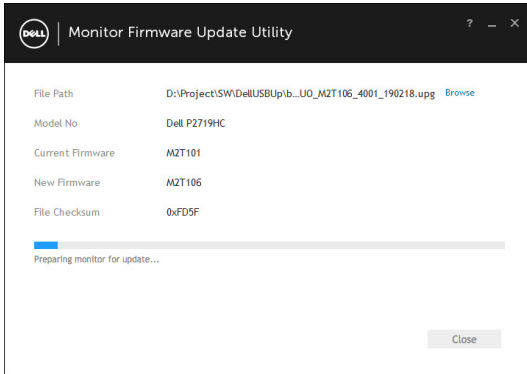 DELL Monitor Firmware Update Utility ?
File Path D:\Project\SW\DellUSBUp\b...U0_M2T106_4001_190218.upg Browse
Model No Dell P2719HC
Current Firmware M2T101
New Firmware M2T106
File Checksum 0xFD5F
Preparing monitor for update...
Close